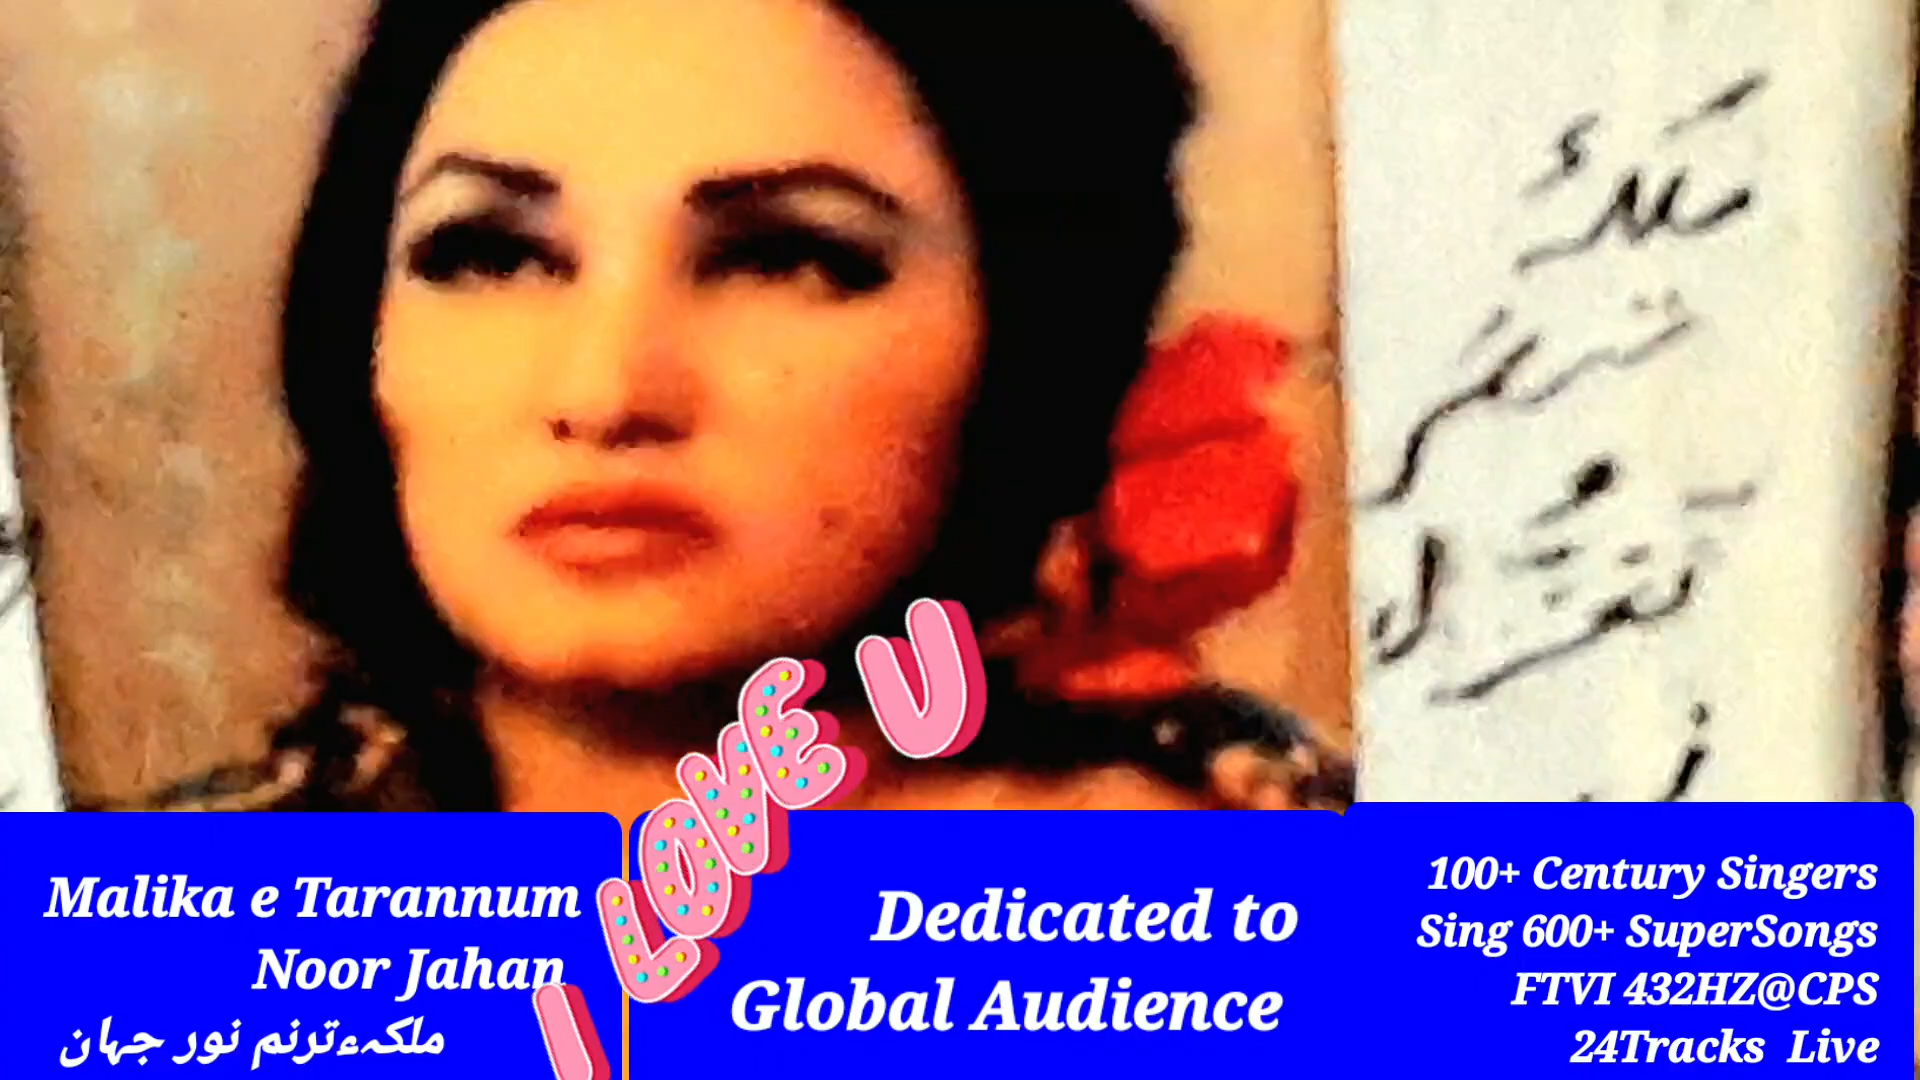 ملکۂ
Malika e Tarannum
Noor Jahan
ملکہءترنم نور جہان
I LOVE U
Dedicated to
Global Audience
100+ Century Singers
Sing 600+ SuperSongs
FTVI 432HZ@CPS
24Tracks Live